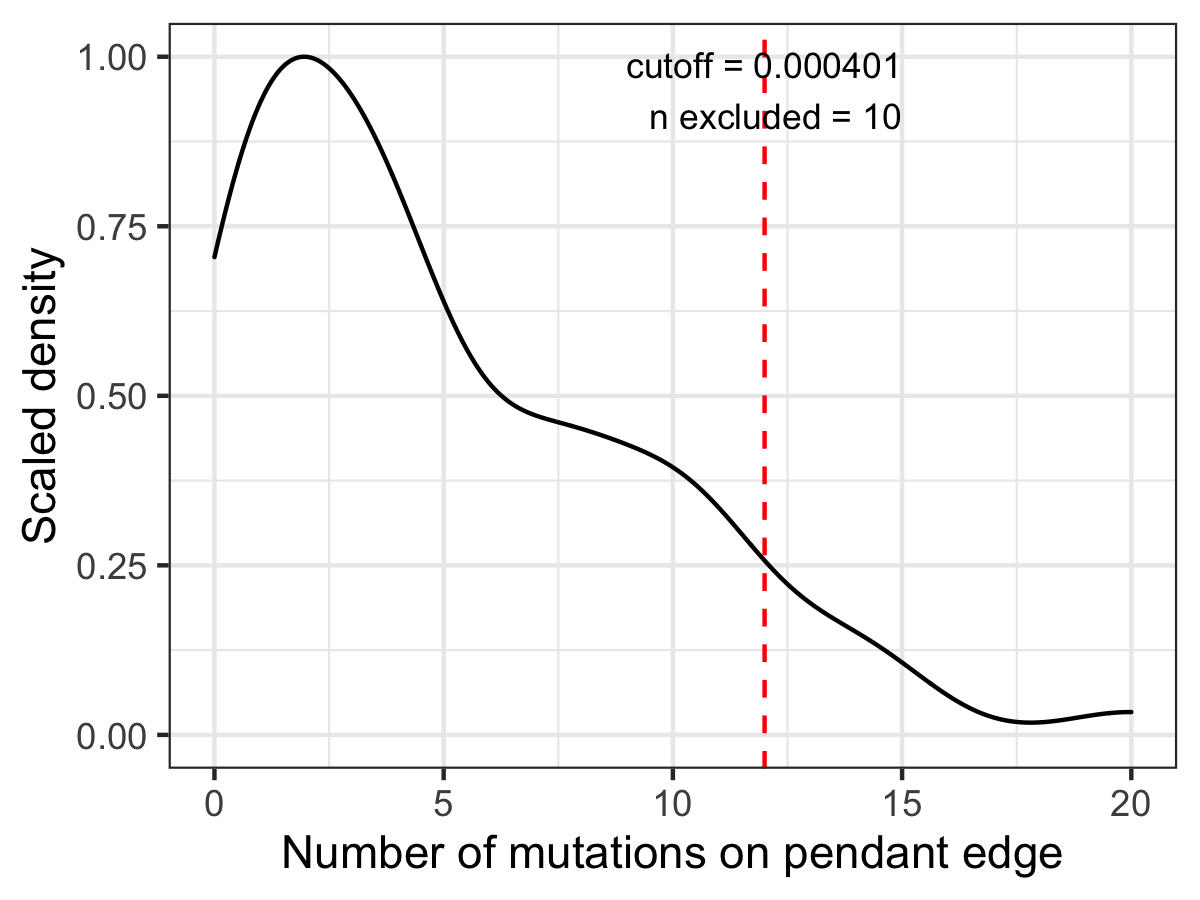 cutoff = 0.000401
n excluded = 10
1.00
0.75
0.50
0.25
0.00
Scaled density
0
5
10
15
20
Number of mutations on pendant edge